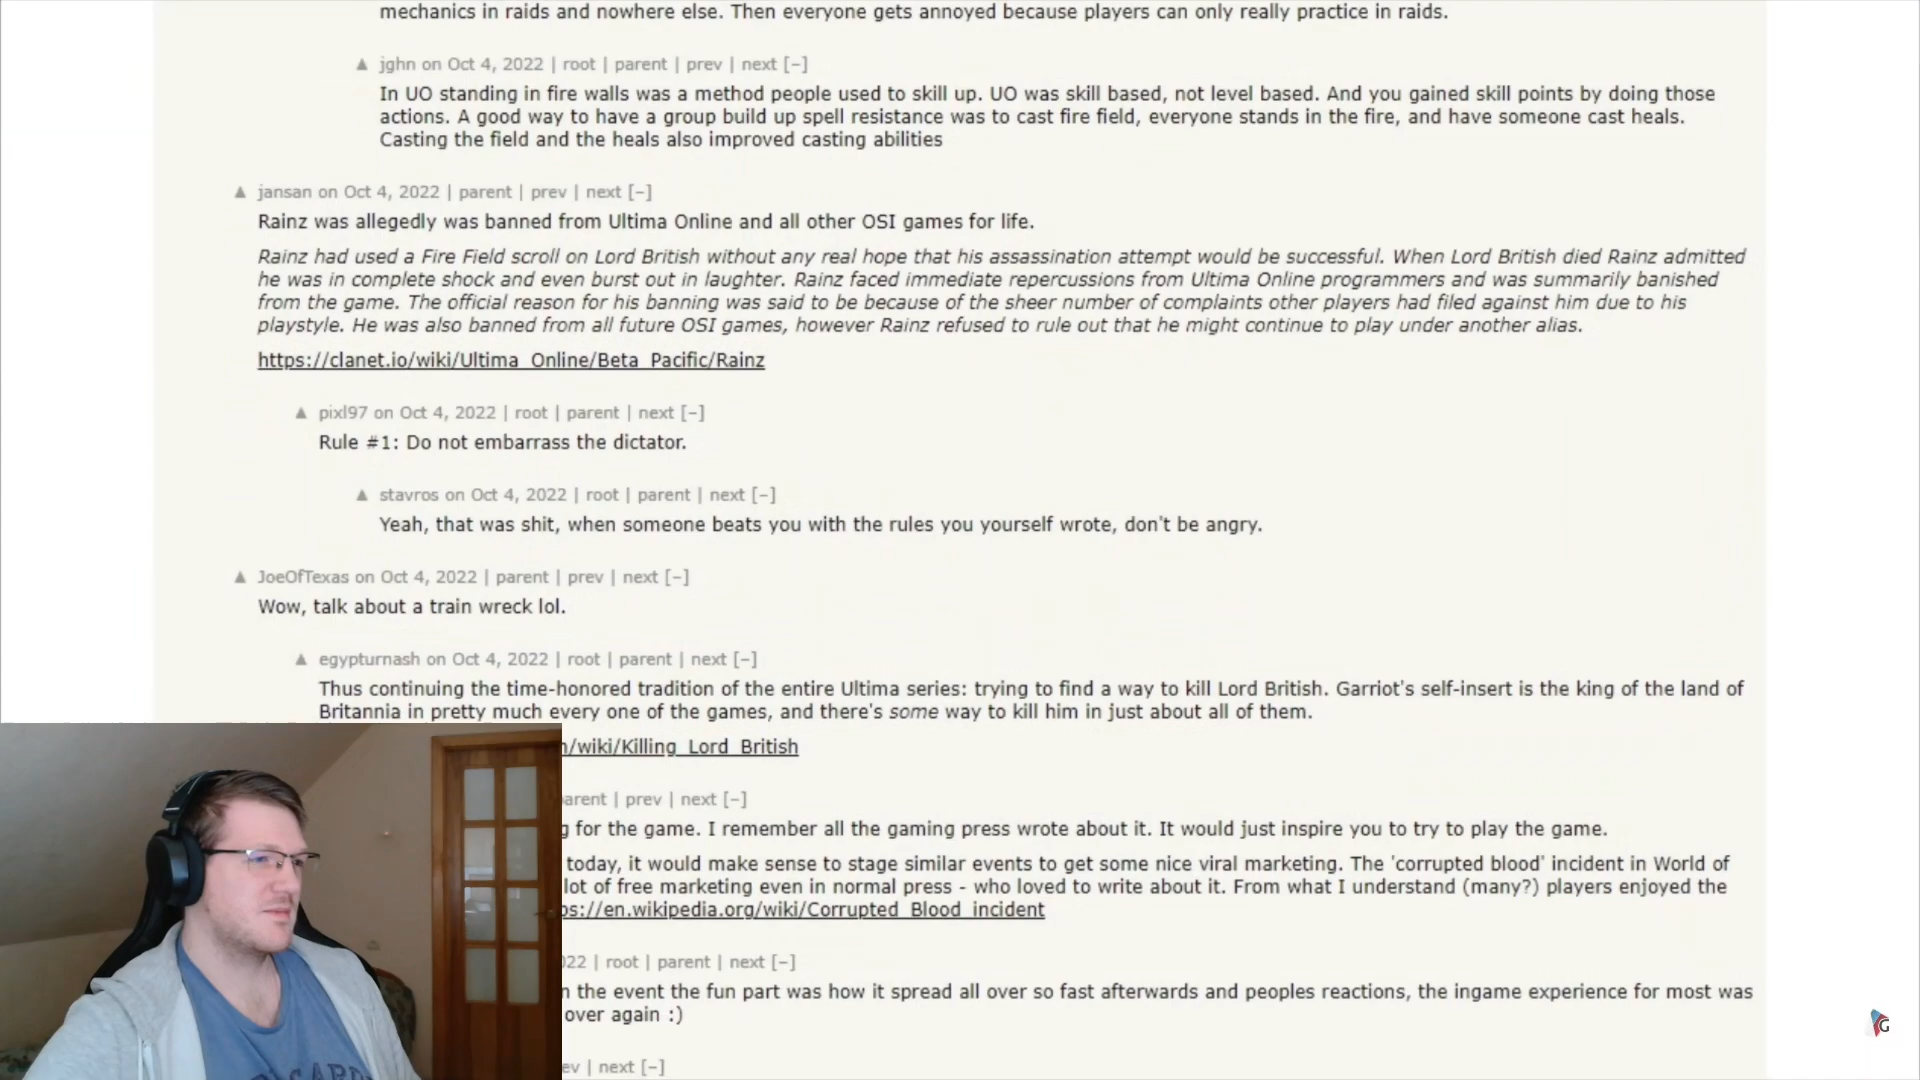 mechanics in raids and nowhere else. Then everyone gets annoyed because players can only really practice in raids.
▲ jghn on Oct 4, 2022 | root | parent | prev | next [–]
In UO standing in fire walls was a method people used to skill up. UO was skill based, not level based. And you gained skill points by doing those
actions. A good way to have a group build up spell resistance was to cast fire field, everyone stands in the fire, and have someone cast heals.
Casting the field and the heals also improved casting abilities
▲ jansan on Oct 4, 2022 | parent | prev | next [–]
Rainz was allegedly was banned from Ultima Online and all other OSI games for life.
Rainz had used a Fire Field scroll on Lord British without any real hope that his assassination attempt would be successful. When Lord British died Rainz admitted
he was in complete shock and even burst out in laughter. Rainz faced immediate repercussions from Ultima Online programmers and was summarily banished
from the game. The official reason for his banning was said to be because of the sheer number of complaints other players had filed against him due to his
playstyle. He was also banned from all future OSI games, however Rainz refused to rule out that he might continue to play under another alias.
https://clanet.io/wiki/Ultima_Online/Beta_Pacific/Rainz
▲ pixl97 on Oct 4, 2022 | root | parent | next [–]
Rule #1: Do not embarrass the dictator.
▲ stavros on Oct 4, 2022 | root | parent | next [–]
Yeah, that was shit, when someone beats you with the rules you yourself wrote, don't be angry.
▲ JoeOfTexas on Oct 4, 2022 | parent | prev | next [–]
Wow, talk about a train wreck lol.
▲ egypturnash on Oct 4, 2022 | root | parent | next [–]
Thus continuing the time-honored tradition of the entire Ultima series: trying to find a way to kill Lord British. Garriot's self-insert is the king of the land of
Britannia in pretty much every one of the games, and there's some way to kill him in just about all of them.
/wiki/Killing_Lord_British
arent | prev | next [–]
g for the game. I remember all the gaming press wrote about it. It would just inspire you to try to play the game.
today, it would make sense to stage similar events to get some nice viral marketing. The 'corrupted blood' incident in World of
lot of free marketing even in normal press - who loved to write about it. From what I understand (many?) players enjoyed the
ps://en.wikipedia.org/wiki/Corrupted_Blood_incident
022 | root | parent | next [–]
n the event the fun part was how it spread all over so fast afterwards and peoples reactions, the ingame experience for most was
over again :)
ev | next [–]
G